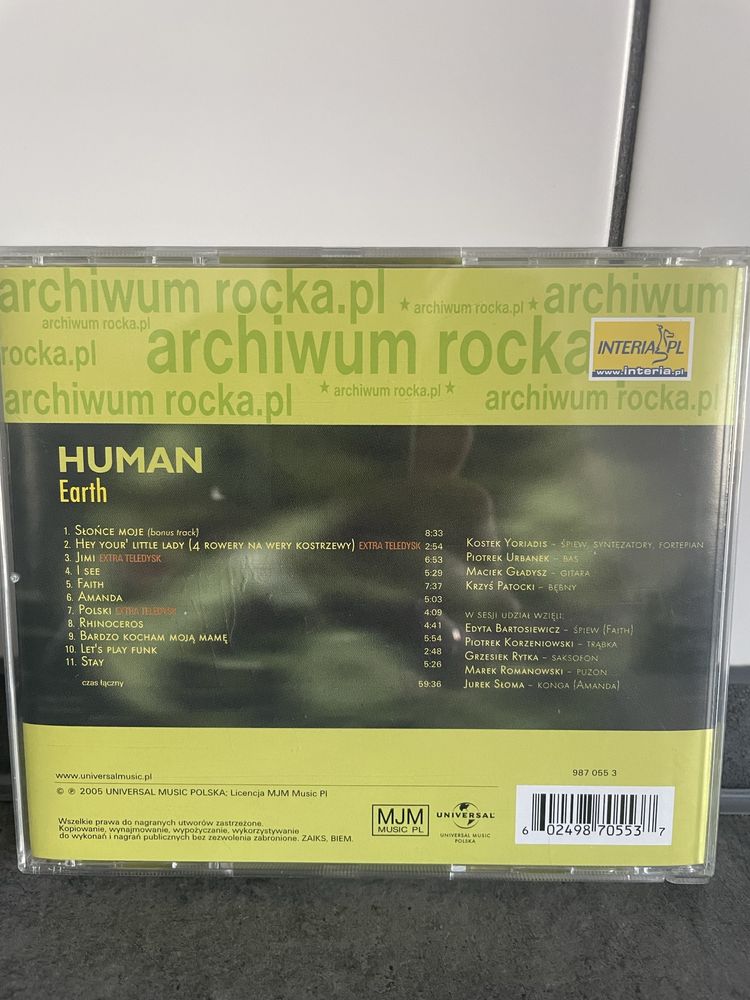 archiwum rocka.pl ★ archiwum rocka.pl ★ archiwum
archiwum rocka.pl
rocka.pl archiwum rocka
INTERIA.PL
www.interia.pl
archiwum rocka.pl ★ archiwum rocka.pl ★ archiwum rocka.pl
HUMAN
Earth
1. Słońce moje (bonus track) 8:33
2. Hey your' little lady (4 rowery na wery kostrzewy) EXTRA TELEDYSK 2:54
3. Jimi EXTRA TELEDYSK 6:53
4. I see 5:29
5. Faith 7:37
6. Amanda 5:03
7. Polski EXTRA TELEDYSK 4:09
8. Rhinoceros 4:41
9. Bardzo kocham moją mamę 5:54
10. Let's play funk 2:48
11. Stay 5:26
czas łączny 59:36
Kostek Yoriadis – śpiew, syntezatory, fortepian
Piotrek Urbanek – bas
Maciek Gładysz – gitara
Krzyś Patocki – bębny
w sesji udział wzięli:
Edyta Bartosiewicz – śpiew (Faith)
Piotrek Korzeniowski – trąbka
Grzesiek Rytka – saksofon
Marek Romanowski – puzon
Jurek Słoma – konga (Amanda)
www.universalmusic.pl
987 055 3
© ℗ 2005 UNIVERSAL MUSIC POLSKA; Licencja MJM Music Pl
Wszelkie prawa do nagranych utworów zastrzeżone.
Kopiowanie, wynajmowanie, wypożyczanie, wykorzystywanie
do wykonań i nagrań publicznych bez zezwolenia zabronione. ZAIKS, BIEM.
MJM
MUSIC PL
UNIVERSAL
UNIVERSAL MUSIC
POLSKA
6 02498 70553 7